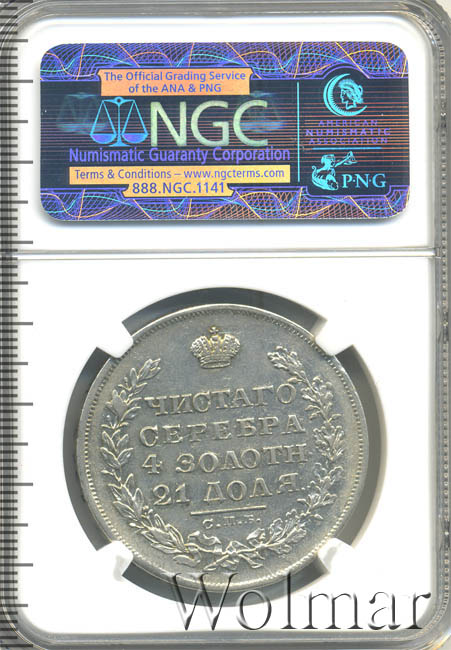 The Official Grading Service
of the ANA & PNG
NGC
Numismatic Guaranty Corporation
Terms & Conditions – www.ngcterms.com
888.NGC.1141
AMERICAN
NUMISMATIC
ASSOCIATION
P·N·G
ЧИСТАГО
СЕРЕБРА
4 ЗОЛОТН.
21 ДОЛЯ.
С.П.Б.
Wolmar